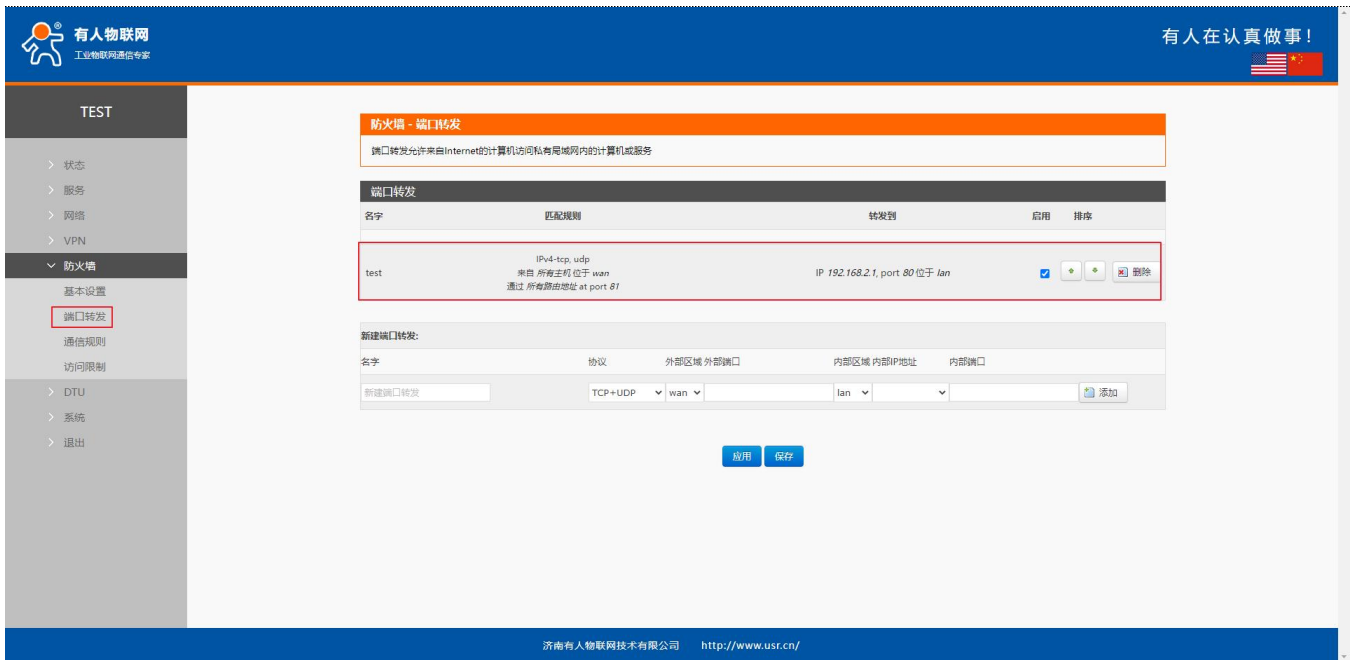 有人物联网
工业物联网通信专家
有人在认真做事!
TEST
状态
服务
网络
VPN
防火墙
基本设置
端口转发
通信规则
访问限制
DTU
系统
退出
防火墙 - 端口转发
端口转发允许来自Internet的计算机访问私有局域网内的计算机或服务
端口转发
名字 匹配规则 转发到 启用 排序
IPv4-tcp, udp
test 来自 所有主机 位于 wan IP 192.168.2.1, port 80 位于 lan 删除
通过 所有路由地址 at port 81
新建端口转发:
名字 协议 外部区域 外部端口 内部区域 内部IP地址 内部端口
新建端口转发 TCP+UDP wan lan 添加
应用 保存
济南有人物联网技术有限公司 http://www.usr.cn/